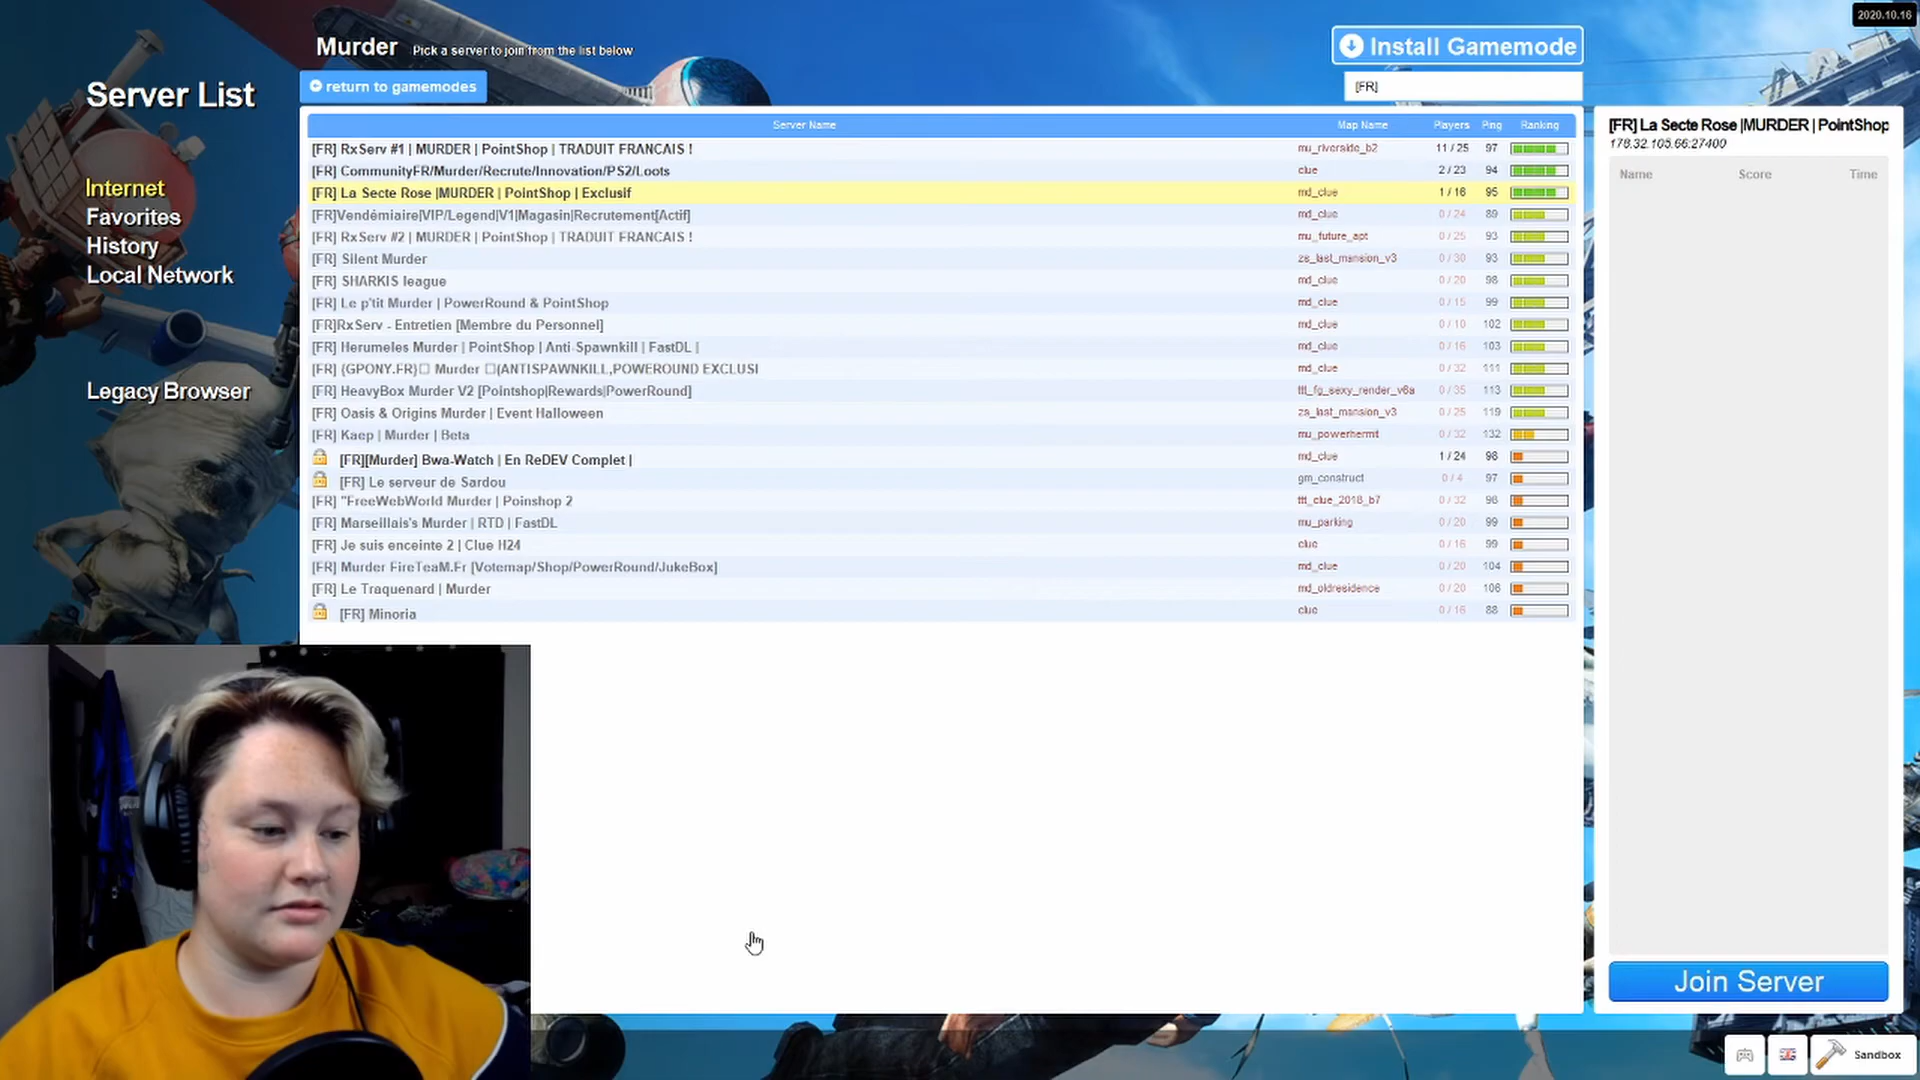 2020.10.16
Murder Pick a server to join from the list below
Install Gamemode
Server List
return to gamemodes
[FR]
Internet
Favorites
History
Local Network
Legacy Browser
Server Name Map Name Players Ping Ranking
[FR] RxServ #1 | MURDER | PointShop | TRADUIT FRANCAIS ! mu_riverside_b2 11 / 25 97
[FR] CommunityFR/Murder/Recrute/Innovation/PS2/Loots clue 2 / 23 94
[FR] La Secte Rose |MURDER | PointShop | Exclusif md_clue 1 / 16 95
[FR]Vendémiaire|VIP/Legend|V1|Magasin|Recrutement[Actif] md_clue 0 / 24 89
[FR] RxServ #2 | MURDER | PointShop | TRADUIT FRANCAIS ! mu_future_apt 0 / 25 93
[FR] Silent Murder zs_last_mansion_v3 0 / 30 93
[FR] SHARKIS league md_clue 0 / 20 98
[FR] Le p'tit Murder | PowerRound & PointShop md_clue 0 / 15 99
[FR]RxServ - Entretien [Membre du Personnel] md_clue 0 / 10 102
[FR] Herumeles Murder | PointShop | Anti-Spawnkill | FastDL | md_clue 0 / 16 103
[FR] {GPONY.FR}□ Murder □(ANTISPAWNKILL,POWEROUND EXCLUSI md_clue 0 / 32 111
[FR] HeavyBox Murder V2 [Pointshop|Rewards|PowerRound] ttt_fg_sexy_render_v6a 0 / 35 113
[FR] Oasis & Origins Murder | Event Halloween zs_last_mansion_v3 0 / 25 119
[FR] Kaep | Murder | Beta mu_powerhermit 0 / 32 132
[FR][Murder] Bwa-Watch | En ReDEV Complet | md_clue 1 / 24 98
[FR] Le serveur de Sardou gm_construct 0 / 4 97
[FR] "FreeWebWorld Murder | Poinshop 2 ttt_clue_2018_b7 0 / 32 98
[FR] Marseillais's Murder | RTD | FastDL mu_parking 0 / 20 99
[FR] Je suis enceinte 2 | Clue H24 clue 0 / 16 99
[FR] Murder FireTeaM.Fr [Votemap/Shop/PowerRound/JukeBox] md_clue 0 / 20 104
[FR] Le Traquenard | Murder md_oldresidence 0 / 20 106
[FR] Minoria clue 0 / 16 88
[FR] La Secte Rose |MURDER | PointShop
178.32.105.66:27400
Name Score Time
Join Server
Sandbox